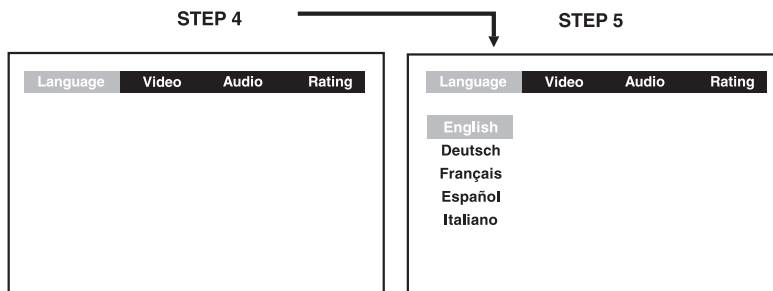 STEP 4
STEP 5
Language Video Audio Rating
Language Video Audio Rating
English
Deutsch
Français
Español
Italiano